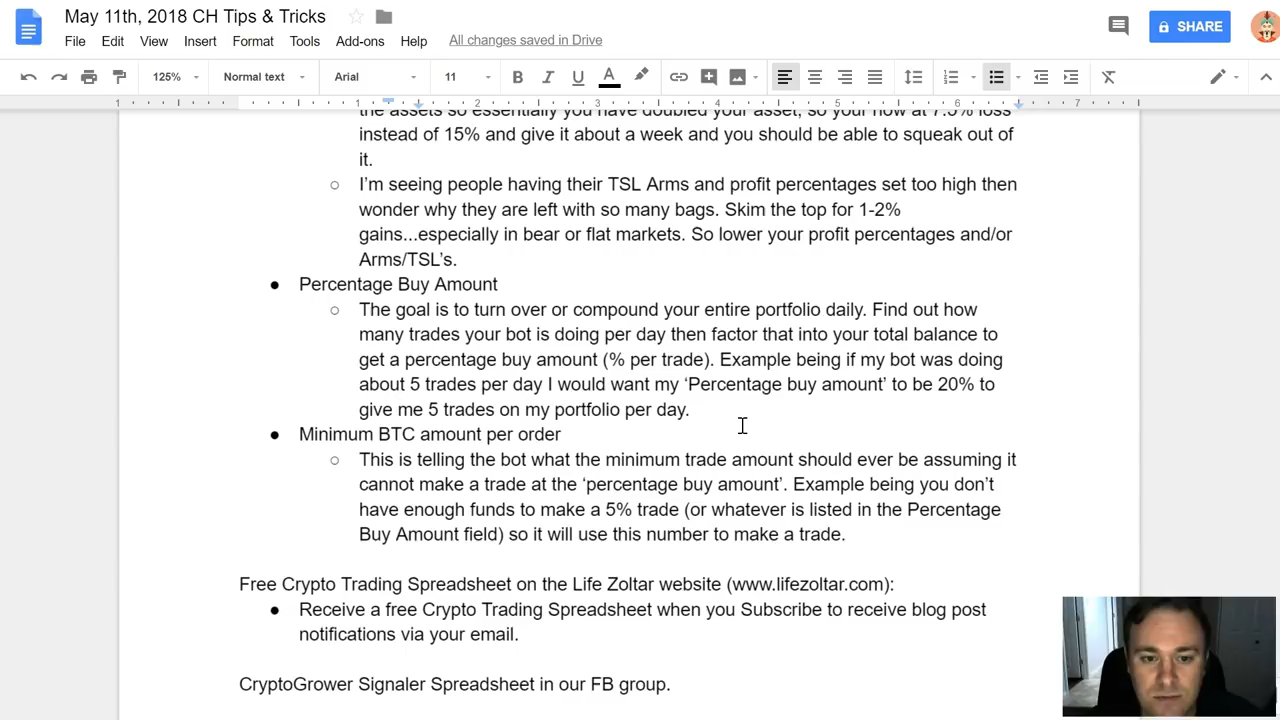 May 11th, 2018 CH Tips & Tricks
SHARE
File Edit View Insert Format Tools Add-ons Help All changes saved in Drive
125% Normal text Arial 11 B I U A
1 1 2 3 4 5 6 7
instead of 15% and give it about a week and you should be able to squeak out of
it.
○ I’m seeing people having their TSL Arms and profit percentages set too high then
wonder why they are left with so many bags. Skim the top for 1-2%
gains...especially in bear or flat markets. So lower your profit percentages and/or
Arms/TSL’s.
● Percentage Buy Amount
○ The goal is to turn over or compound your entire portfolio daily. Find out how
many trades your bot is doing per day then factor that into your total balance to
get a percentage buy amount (% per trade). Example being if my bot was doing
about 5 trades per day I would want my ‘Percentage buy amount’ to be 20% to
give me 5 trades on my portfolio per day.
● Minimum BTC amount per order
○ This is telling the bot what the minimum trade amount should ever be assuming it
cannot make a trade at the ‘percentage buy amount’. Example being you don’t
have enough funds to make a 5% trade (or whatever is listed in the Percentage
Buy Amount field) so it will use this number to make a trade.
Free Crypto Trading Spreadsheet on the Life Zoltar website (www.lifezoltar.com):
● Receive a free Crypto Trading Spreadsheet when you Subscribe to receive blog post
notifications via your email.
CryptoGrower Signaler Spreadsheet in our FB group.